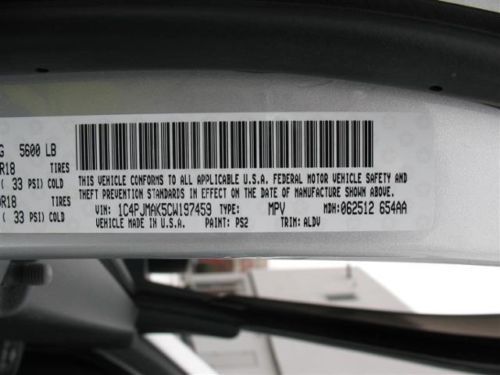 G 5600 LB
R18 TIRES
( 33 PSI) COLD
R18 TIRES
( 33 PSI) COLD
THIS VEHICLE CONFORMS TO ALL APPLICABLE U.S.A. FEDERAL MOTOR VEHICLE SAFETY AND
THEFT PREVENTION STANDARDS IN EFFECT ON THE DATE OF MANUFACTURE SHOWN ABOVE.
VIN: 1C4PJMAK5CW197459 TYPE: MPV MDH: 062512 654AA
VEHICLE MADE IN U.S.A. PAINT: PS2 TRIM: ALDV